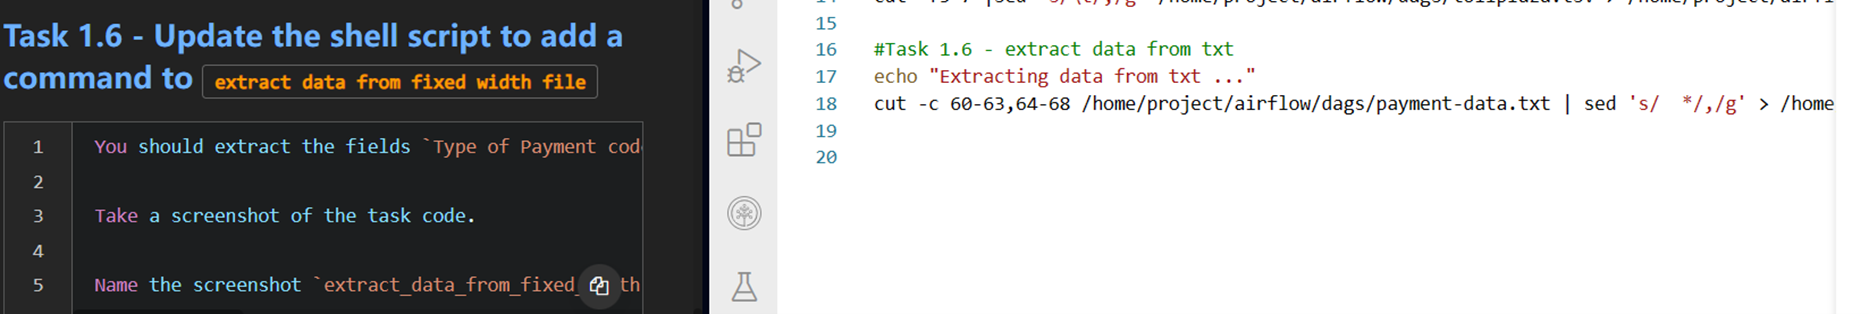 Task 1.6 - Update the shell script to add a
command to extract data from fixed width file
1 You should extract the fields `Type of Payment cod
2
3 Take a screenshot of the task code.
4
5 Name the screenshot `extract_data_from_fixed_ th
15
16 #Task 1.6 - extract data from txt
17 echo "Extracting data from txt ..."
18 cut -c 60-63,64-68 /home/project/airflow/dags/payment-data.txt | sed 's/  */,/g' > /home
19
20